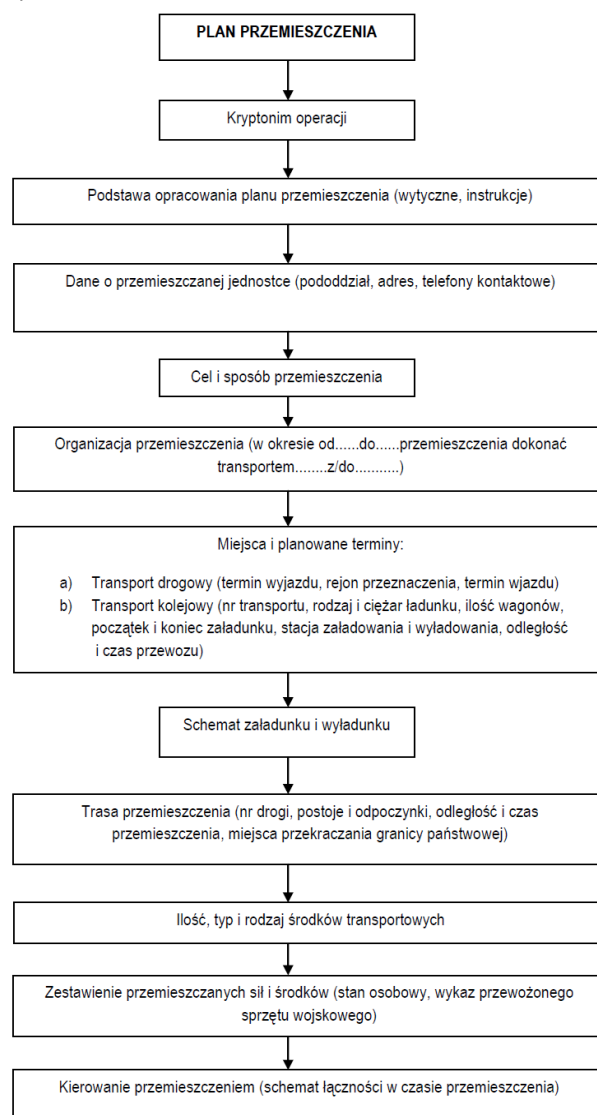 PLAN PRZEMIESZCZENIA
Kryptonim operacji
Podstawa opracowania planu przemieszczenia (wytyczne, instrukcje)
Dane o przemieszczanej jednostce (pododdział, adres, telefony kontaktowe)
Cel i sposób przemieszczenia
Organizacja przemieszczenia (w okresie od......do......przemieszczenia dokonać
transportem........z/do...........)
Miejsca i planowane terminy:
a) Transport drogowy (termin wyjazdu, rejon przeznaczenia, termin wjazdu)
b) Transport kolejowy (nr transportu, rodzaj i ciężar ładunku, ilość wagonów,
początek i koniec załadunku, stacja załadowania i wyładowania, odległość
i czas przewozu)
Schemat załadunku i wyładunku
Trasa przemieszczenia (nr drogi, postoje i odpoczynki, odległość i czas
przemieszczenia, miejsca przekraczania granicy państwowej)
Ilość, typ i rodzaj środków transportowych
Zestawienie przemieszczanych sił i środków (stan osobowy, wykaz przewożonego
sprzętu wojskowego)
Kierowanie przemieszczeniem (schemat łączności w czasie przemieszczenia)